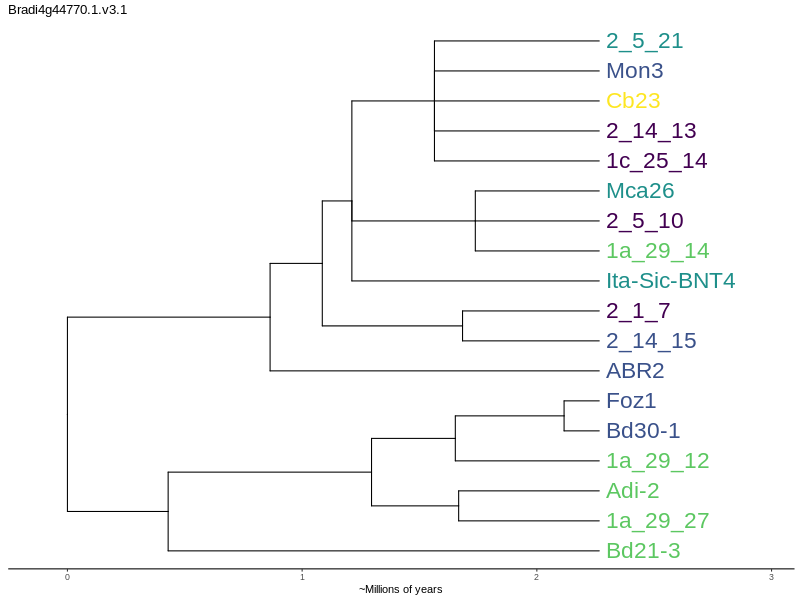 Bradi4g44770.1.v3.1
2_5_21
Mon3
Cb23
2_14_13
1c_25_14
Mca26
2_5_10
1a_29_14
Ita-Sic-BNT4
2_1_7
2_14_15
ABR2
Foz1
Bd30-1
1a_29_12
Adi-2
1a_29_27
Bd21-3
0 1 2 3
~Millions of years